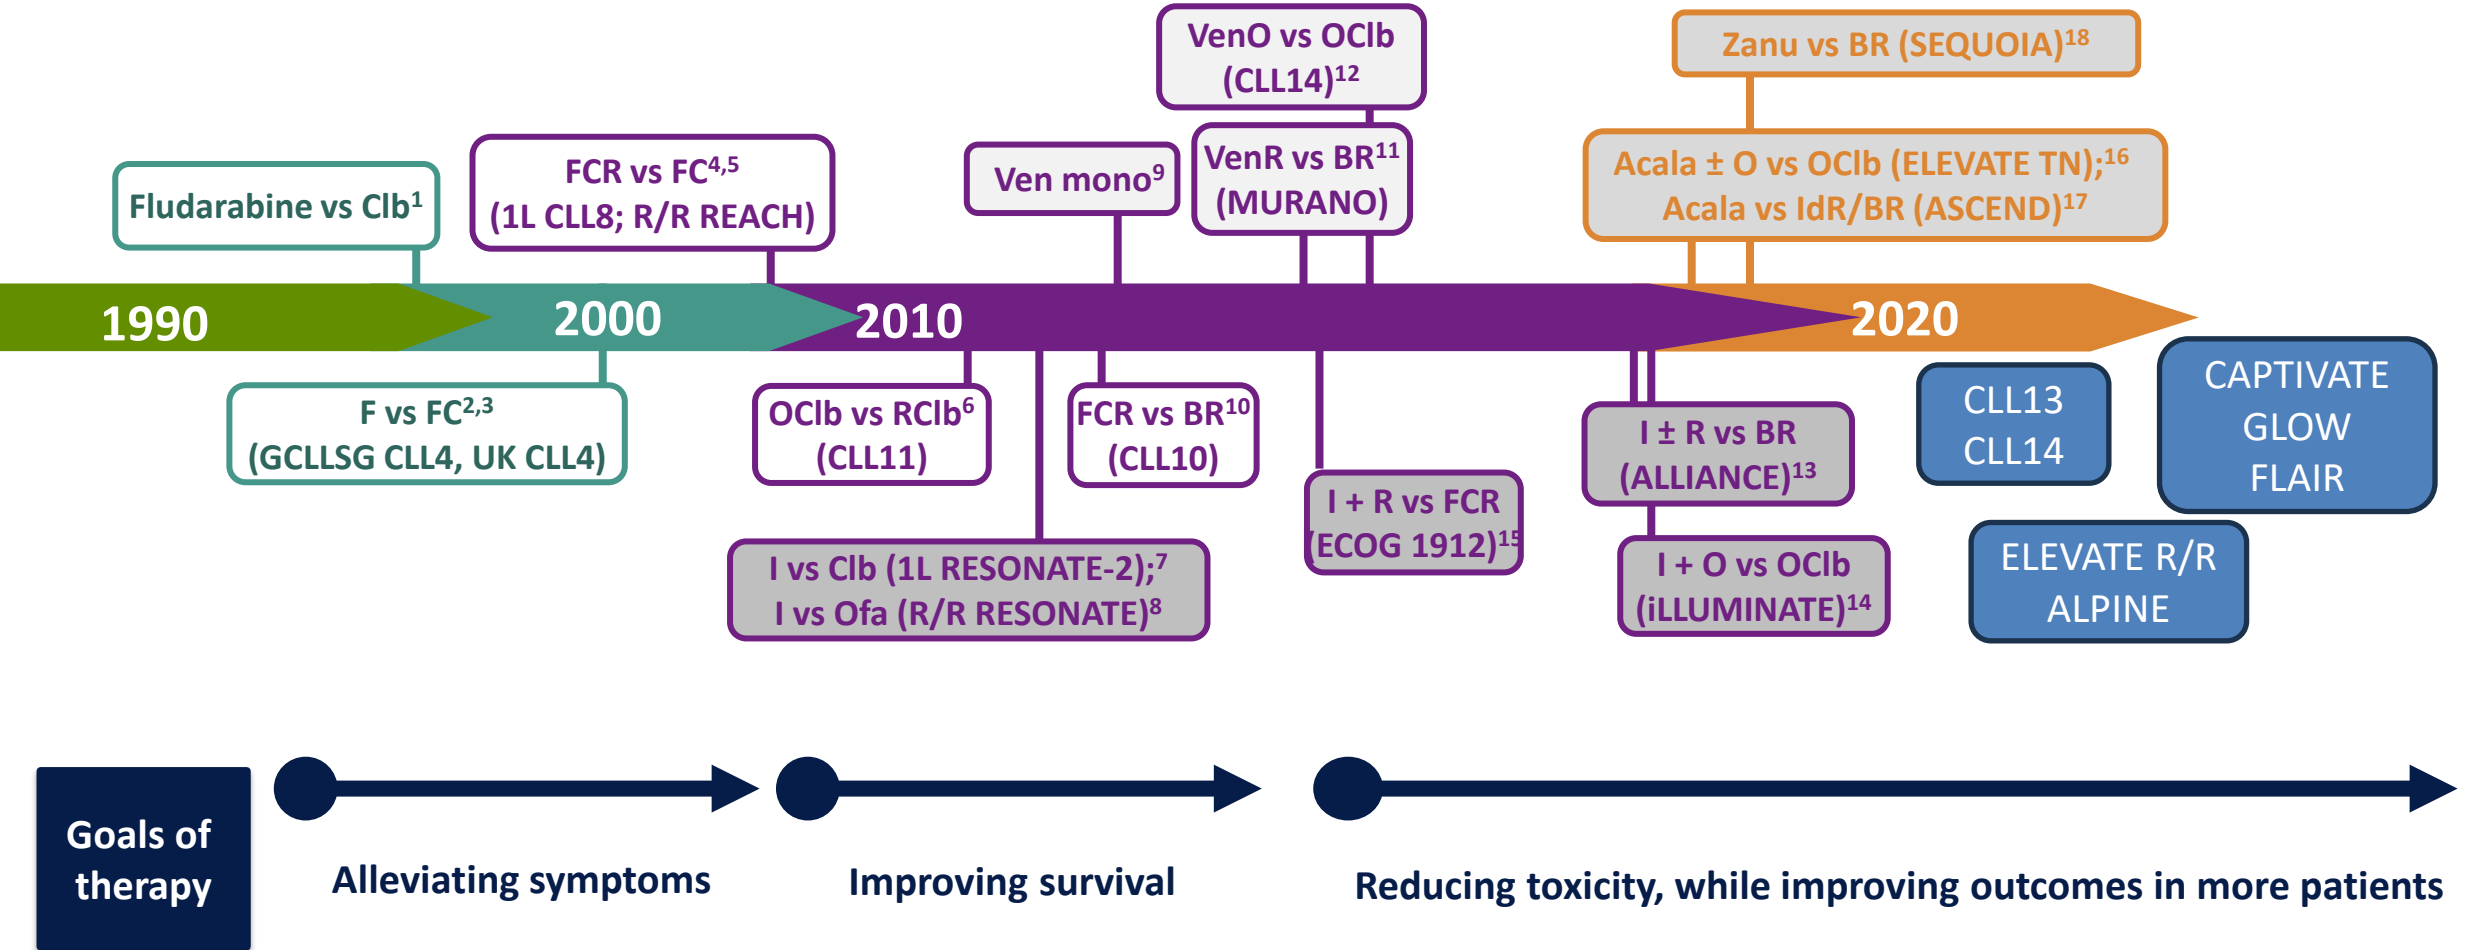 VenO vs OClb
(CLL14)12
Zanu vs BR (SEQUOIA)18
Fludarabine vs Clb1
FCR vs FC4,5
(1L CLL8; R/R REACH)
Ven mono9
VenR vs BR11
(MURANO)
Acala ± O vs OClb (ELEVATE TN);16
Acala vs IdR/BR (ASCEND)17
1990
2000
2010
2020
F vs FC2,3
(GCLLSG CLL4, UK CLL4)
OClb vs RClb6
(CLL11)
FCR vs BR10
(CLL10)
I vs Clb (1L RESONATE-2);7
I vs Ofa (R/R RESONATE)8
I + R vs FCR
(ECOG 1912)15
I ± R vs BR
(ALLIANCE)13
I + O vs OClb
(iLLUMINATE)14
CLL13
CLL14
CAPTIVATE
GLOW
FLAIR
ELEVATE R/R
ALPINE
Goals of
therapy
Alleviating symptoms
Improving survival
Reducing toxicity, while improving outcomes in more patients